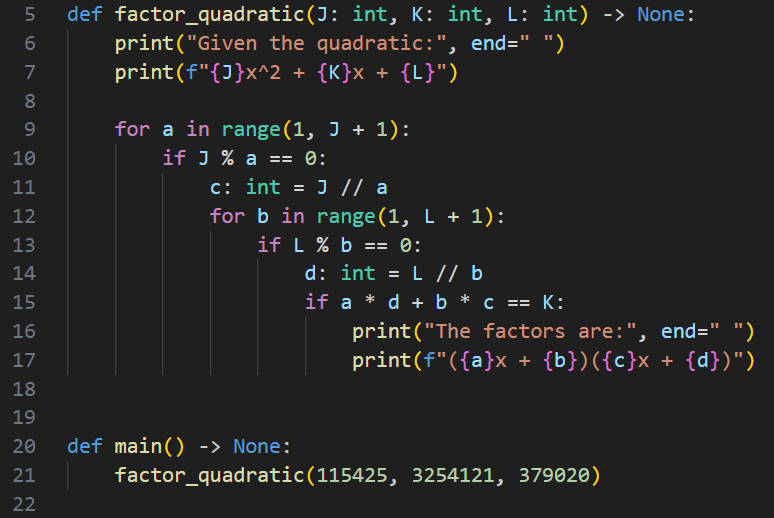 5 def factor_quadratic(J: int, K: int, L: int) -> None:
6     print("Given the quadratic:", end=" ")
7     print(f"{J}x^2 + {K}x + {L}")
8
9     for a in range(1, J + 1):
10         if J % a == 0:
11             c: int = J // a
12             for b in range(1, L + 1):
13                 if L % b == 0:
14                     d: int = L // b
15                     if a * d + b * c == K:
16                         print("The factors are:", end=" ")
17                         print(f"({a}x + {b})({c}x + {d})")
18
19
20 def main() -> None:
21     factor_quadratic(115425, 3254121, 379020)
22